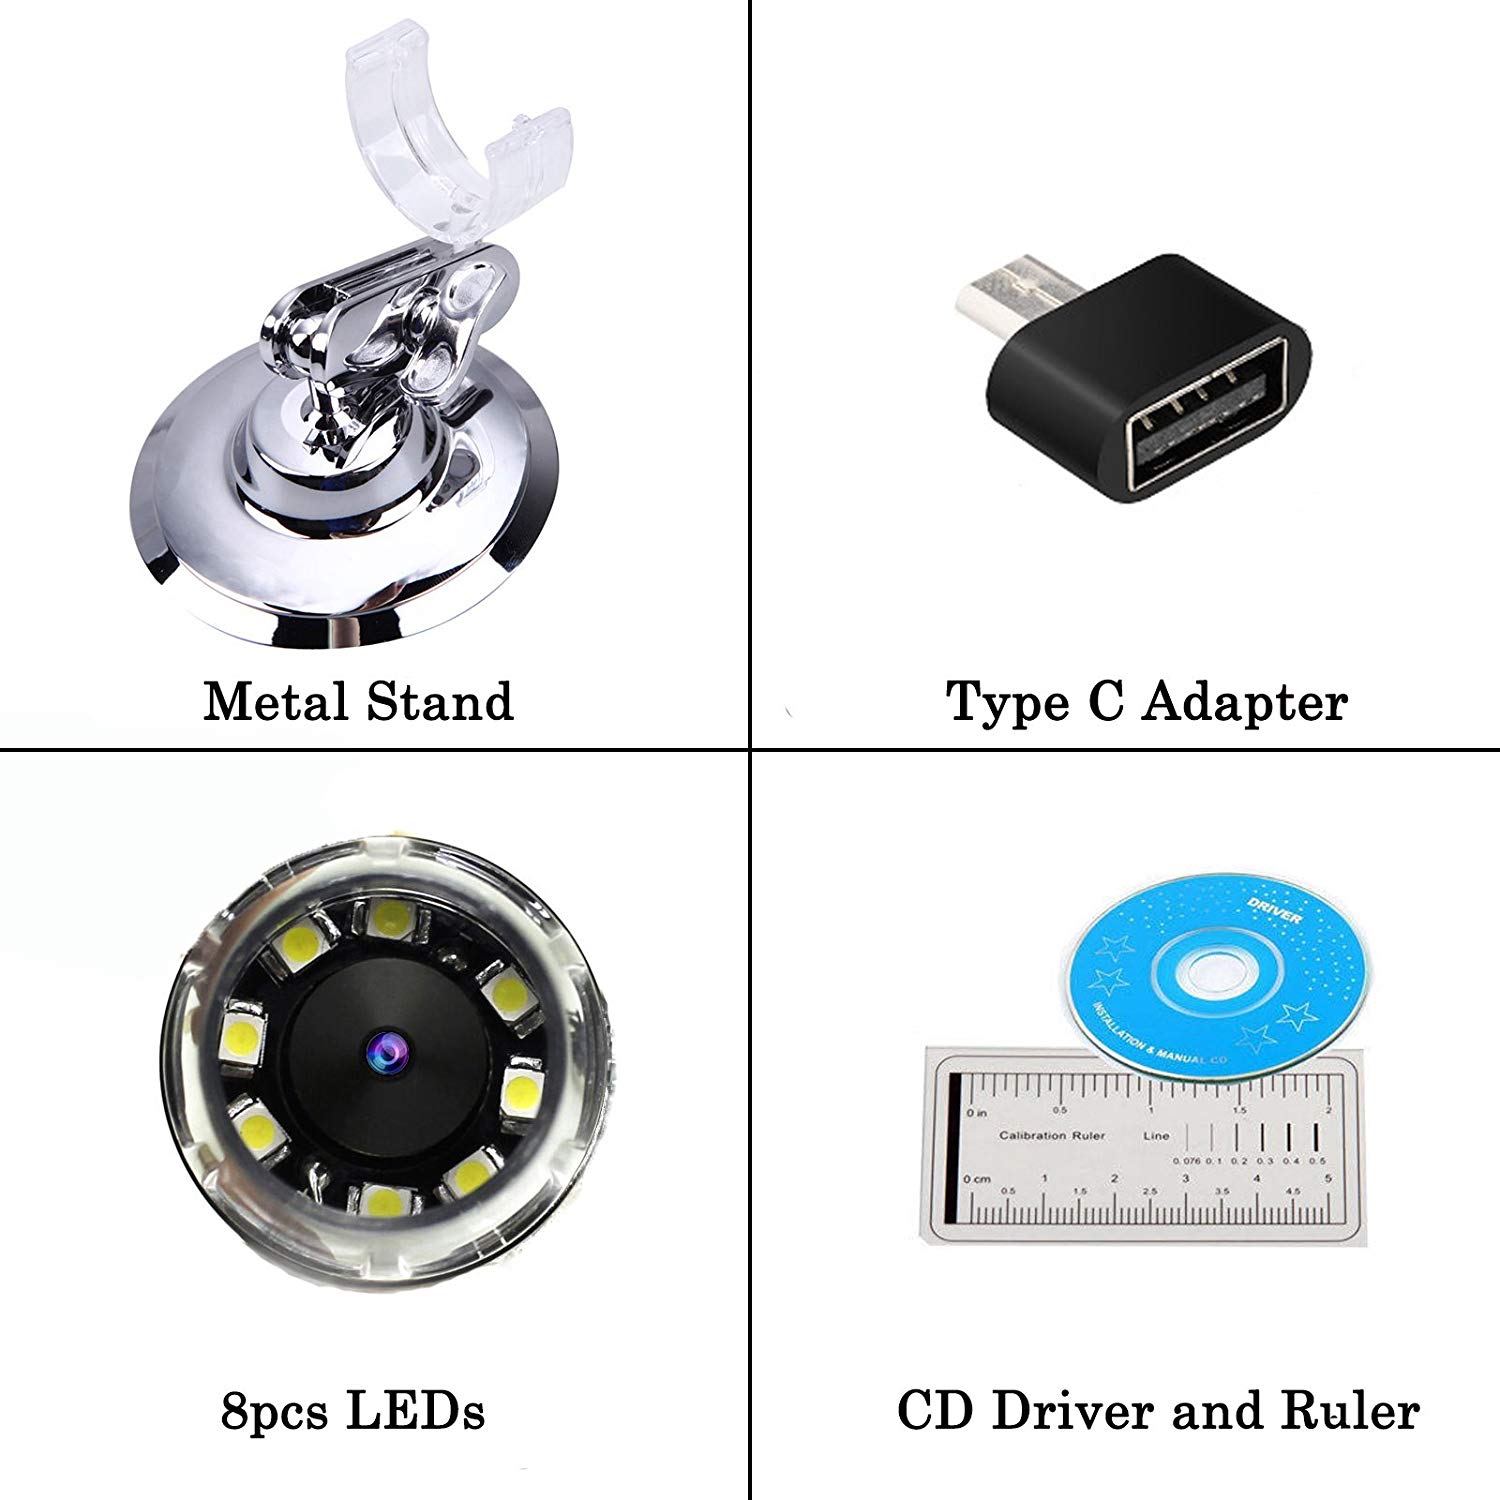 Metal Stand
Type C Adapter
8pcs LEDs
DRIVER
INSTALLATION & MANUAL CD
0 in 0.5 1 1.5 2
Calibration Ruler Line
0.076 0.1 0.2 0.3 0.4 0.5
0 cm 1 2 3 4 5
0.5 1.5 2.5 3.5 4.5
CD Driver and Ruler